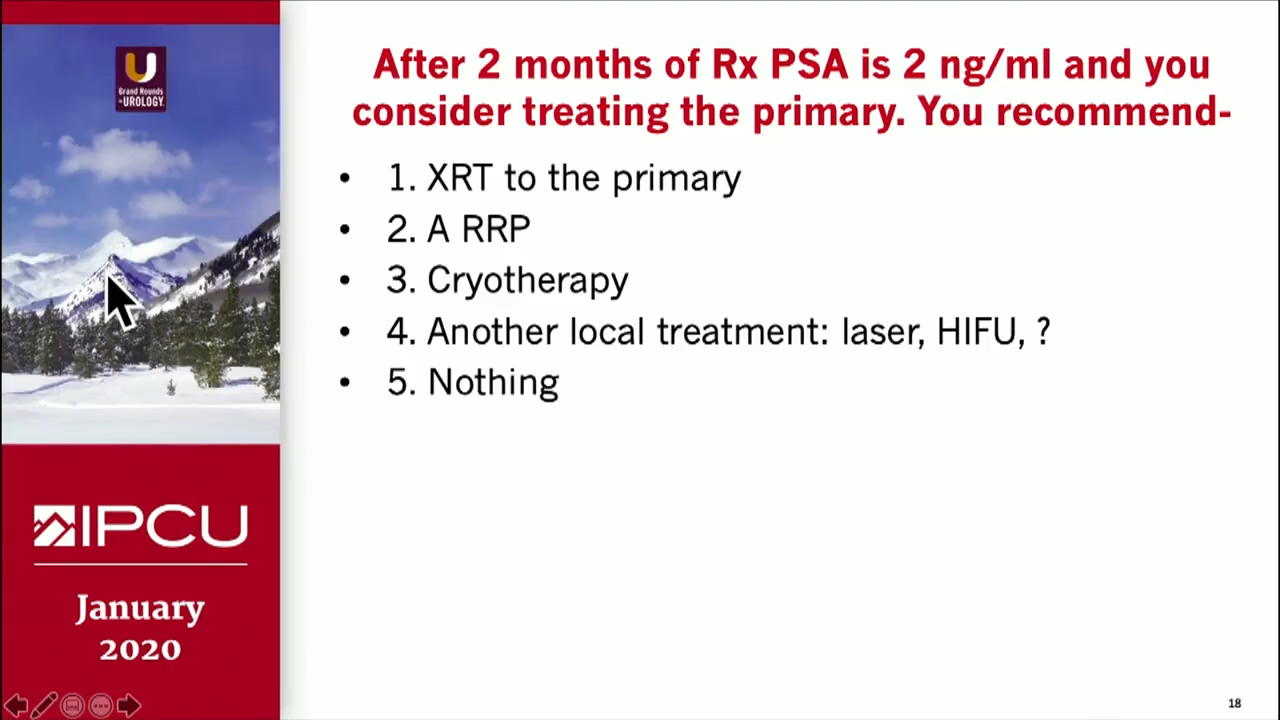 U
Grand Rounds
in UROLOGY
After 2 months of Rx PSA is 2 ng/ml and you
consider treating the primary. You recommend-
• 1. XRT to the primary
• 2. A RRP
• 3. Cryotherapy
• 4. Another local treatment: laser, HIFU, ?
• 5. Nothing
IPCU
January
2020
18